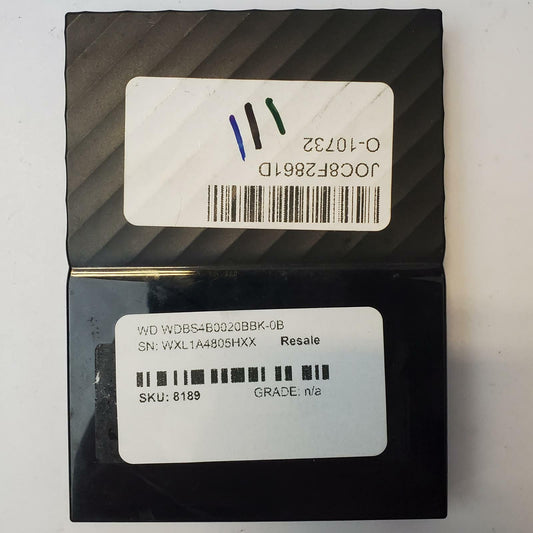 O-10732
JOC8F2861D
WD WDBS4B0020BBK-0B
SN: WXL1A4805HXX Resale
SKU: 8189 GRADE: n/a